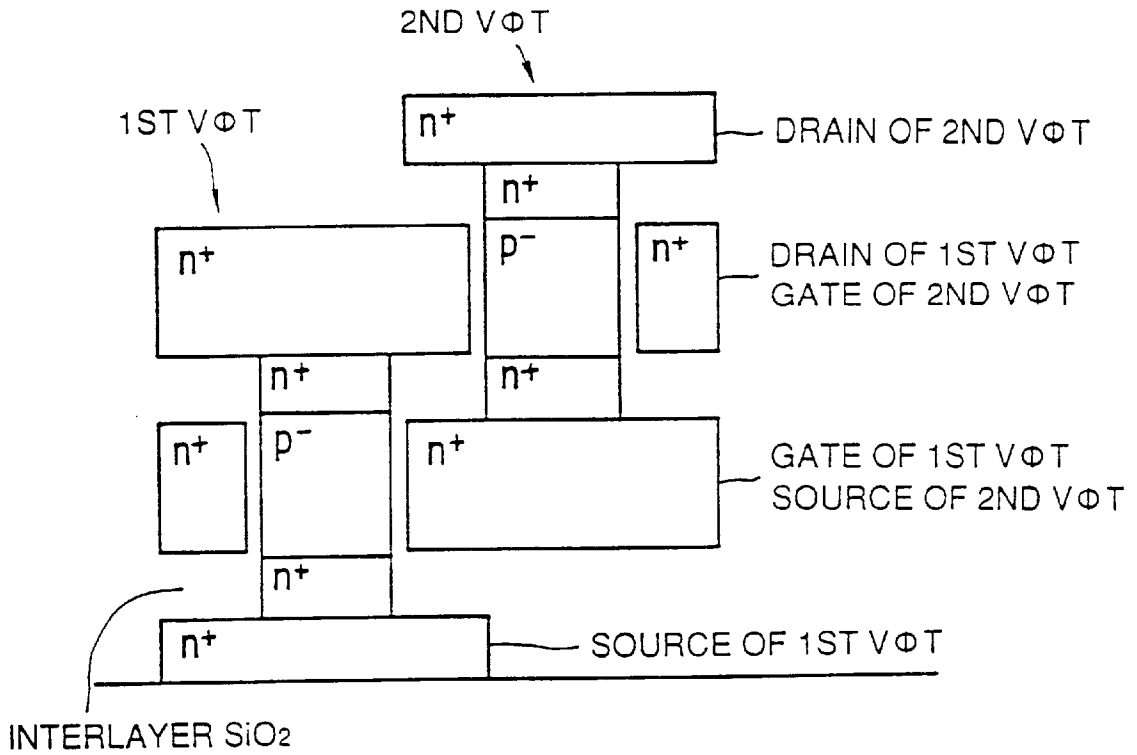 2ND VΦT
1ST VΦT
n+
DRAIN OF 2ND VΦT
n+
n+
p-
n+
DRAIN OF 1ST VΦT
GATE OF 2ND VΦT
n+
n+
n+
p-
n+
GATE OF 1ST VΦT
SOURCE OF 2ND VΦT
n+
n+
SOURCE OF 1ST VΦT
INTERLAYER SiO2